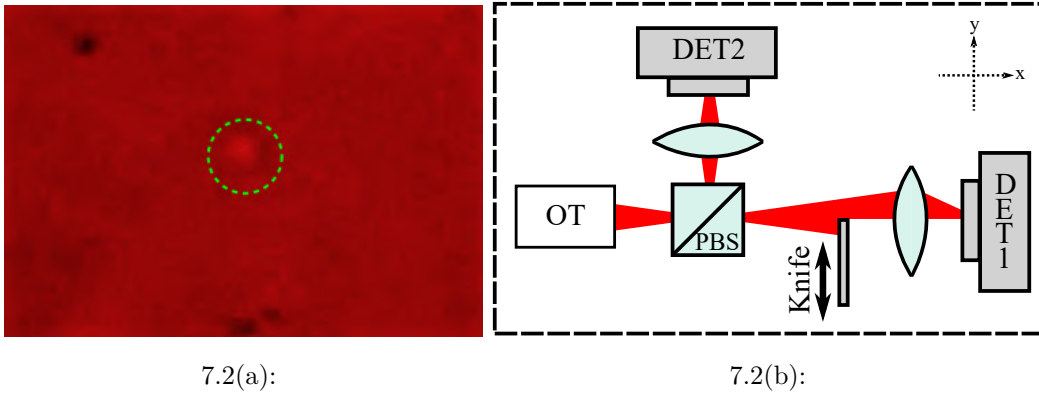 DET2
y
x
OT
PBS
Knife
DET1
7.2(a):
7.2(b):